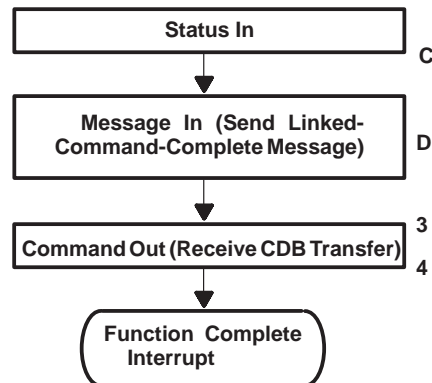 Status In
C
Message In (Send Linked-
Command-Complete Message)
D
3
Command Out (Receive CDB Transfer)
4
Function Complete
Interrupt